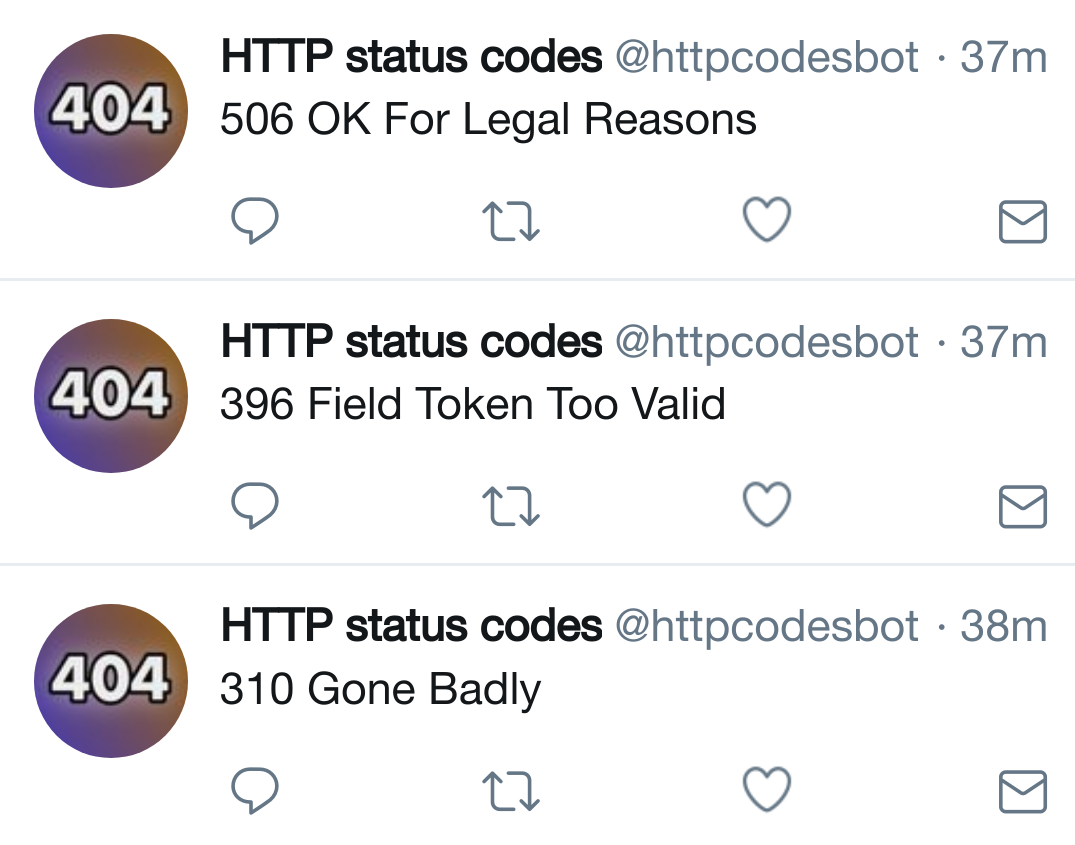 404
HTTP status codes @httpcodesbot · 37m
506 OK For Legal Reasons
404
HTTP status codes @httpcodesbot · 37m
396 Field Token Too Valid
404
HTTP status codes @httpcodesbot · 38m
310 Gone Badly